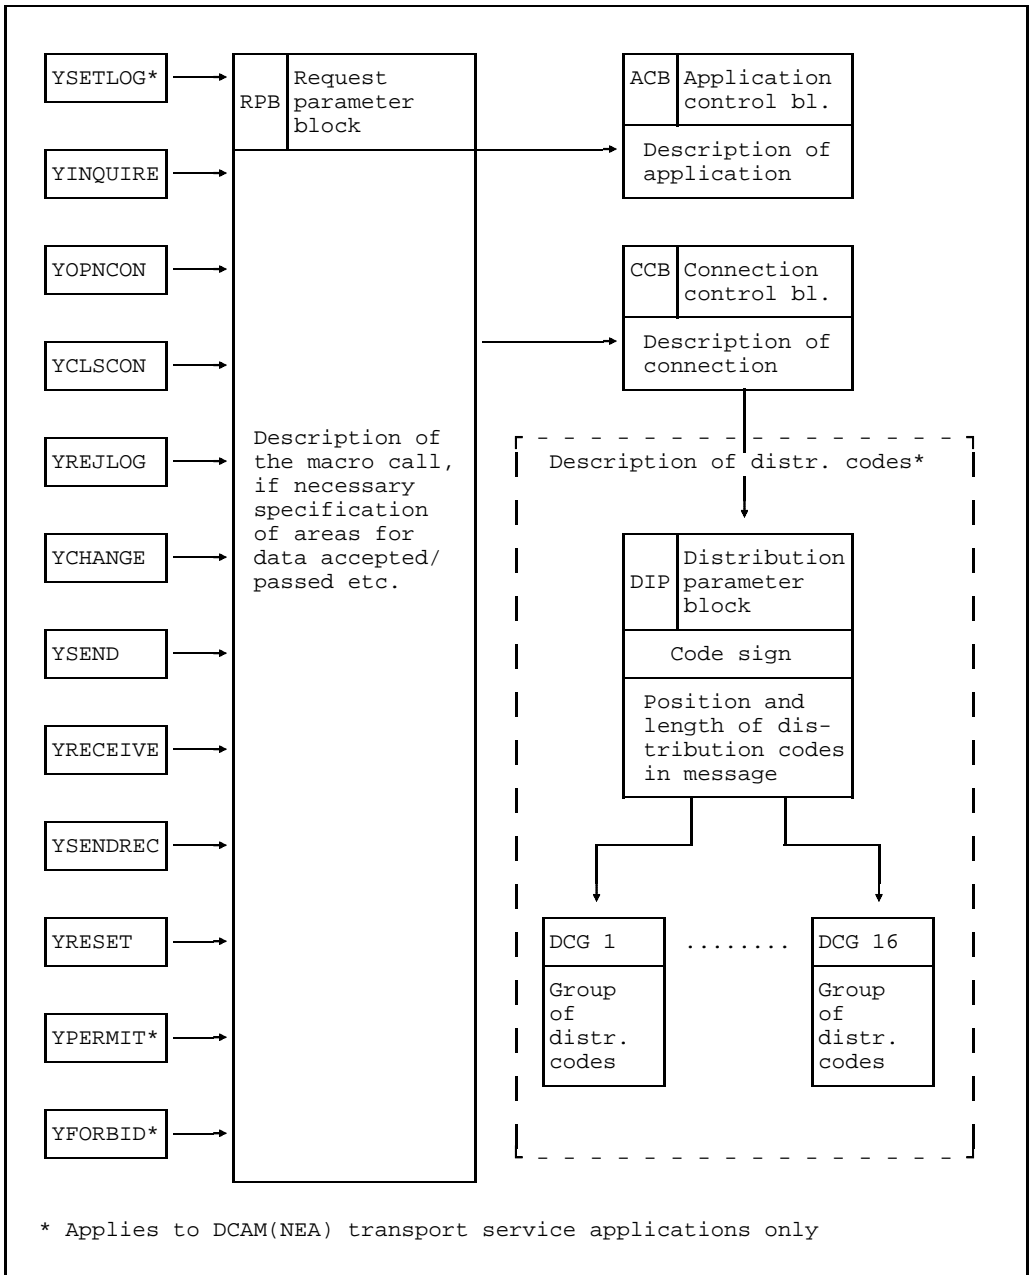 YSETLOG*
YINQUIRE
YOPNCON
YCLSCON
YREJLOG
YCHANGE
YSEND
YRECEIVE
YSENDREC
YRESET
YPERMIT*
YFORBID*
RPB
Request
parameter
block
Description of
the macro call,
if necessary
specification
of areas for
data accepted/
passed etc.
ACB
Application
control bl.
Description of
application
CCB
Connection
control bl.
Description of
connection
Description of distr. codes*
DIP
Distribution
parameter
block
Code sign
Position and
length of dis-
tribution codes
in message
DCG 1
Group
of
distr.
codes
........
DCG 16
Group
of
distr.
codes
* Applies to DCAM(NEA) transport service applications only